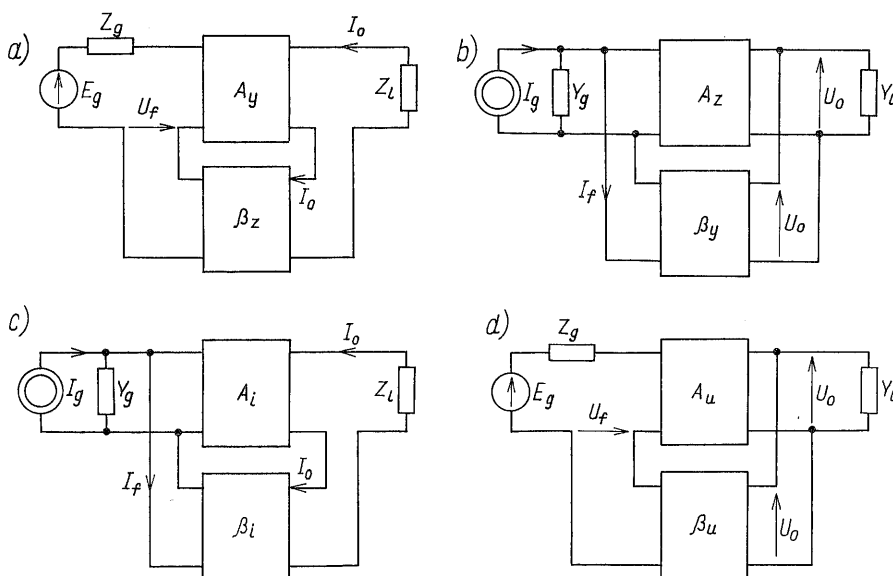 a)
Z_g
I_o
E_g
U_f
A_y
Z_l
I_o
β_z
b)
I_g
Y_g
A_z
U_o
Y_l
I_f
β_y
U_o
c)
I_o
I_g
Y_g
A_i
Z_l
I_f
I_o
β_i
d)
Z_g
E_g
U_f
A_u
U_o
Y_l
β_u
U_o